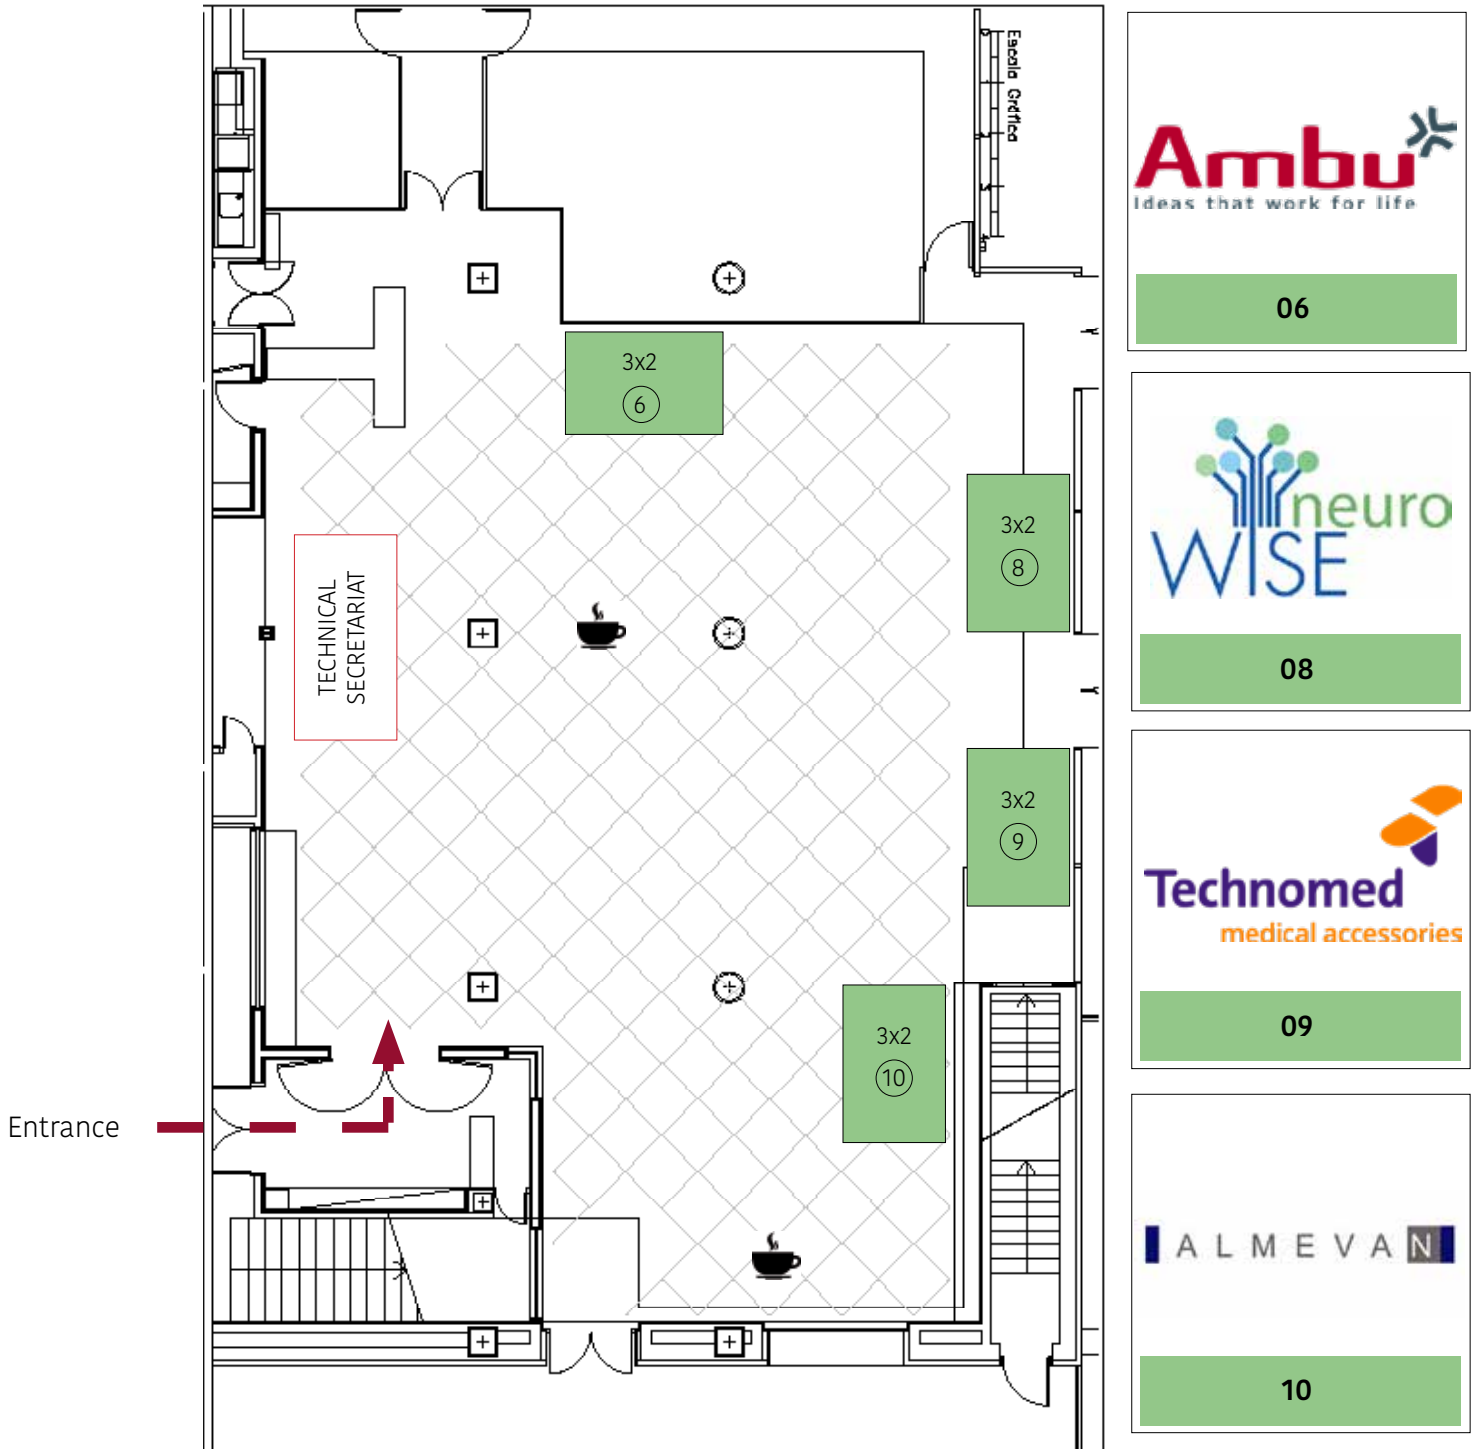 Escala Gráfica
3x2
6
3x2
8
TECHNICAL
SECRETARIAT
3x2
9
3x2
10
Entrance
Ambu
Ideas that work for life
06
neuro
WISE
08
Technomed
medical accessories
09
ALMEVAN
10